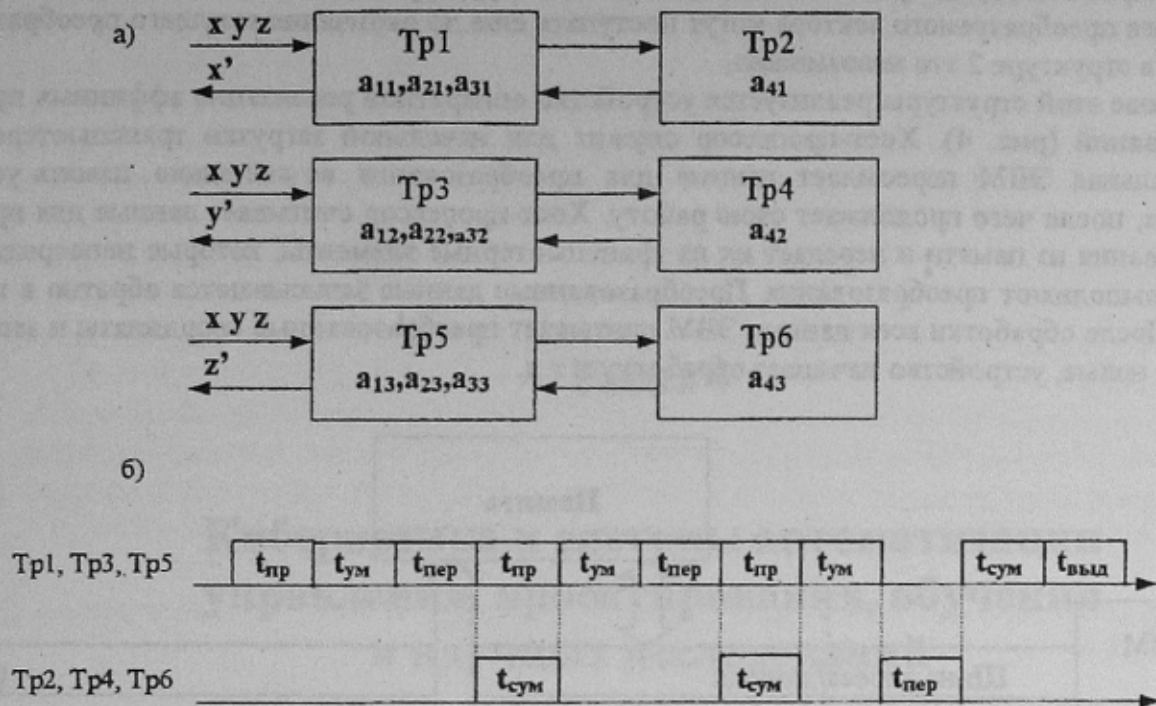 а)
x y z
x’
Тр1
a11,a21,a31
Тр2
a41
x y z
y’
Тр3
a12,a22,a32
Тр4
a42
x y z
z’
Тр5
a13,a23,a33
Тр6
a43
б)
Тр1, Тр3, Тр5
tпр tум tпер tпр tум tпер tпр tум tсум tвыд
Тр2, Тр4, Тр6
tсум tсум tпер